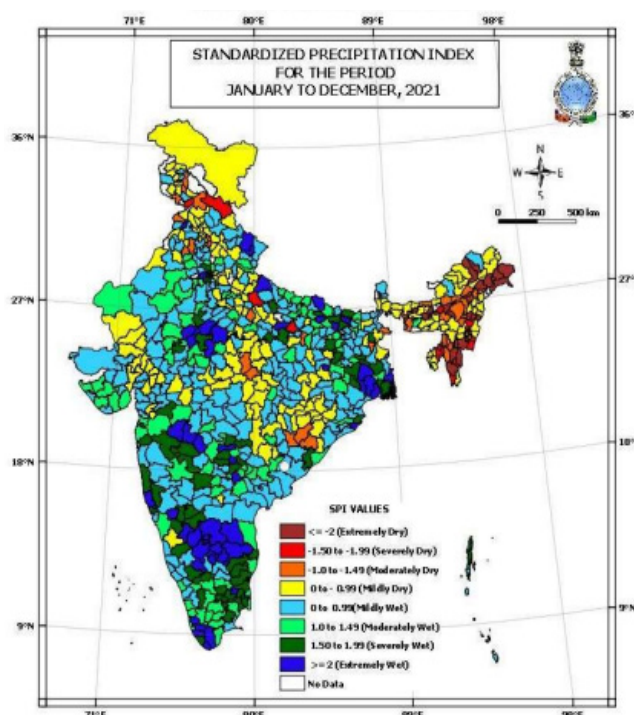 71°E 80°E 89°E 98°E
STANDARDIZED PRECIPITATION INDEX
FOR THE PERIOD
JANUARY TO DECEMBER, 2021
36°N
36°N
N
W E
S
0 250 500 km
27°N
27°N
18°N
18°N
SPI VALUES
<= -2 (Extremely Dry)
-1.50 to -1.99 (Severely Dry)
-1.0 to -1.49 (Moderately Dry
0 to - 0.99 (Mildly Dry)
0 to 0.99(Mildly Wet)
1.0 to 1.49 (Moderately Wet)
1.50 to 1.99 (Severely Wet)
>= 2 (Extremely Wet)
No Data
9°N
9°N
71°E 80°E 89°E 98°E